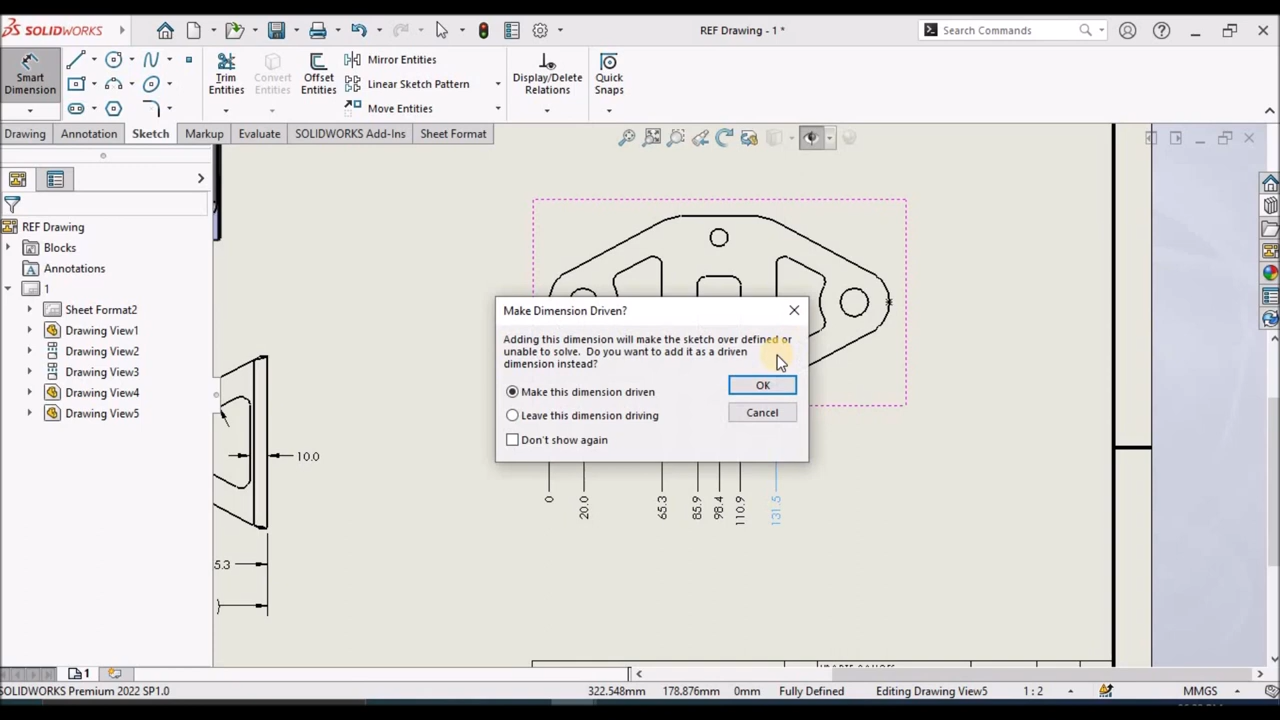 SOLIDWORKS
REF Drawing - 1 *
Search Commands
Smart Dimension
Trim Entities
Convert Entities
Offset Entities
Mirror Entities
Linear Sketch Pattern
Move Entities
Display/Delete Relations
Quick Snaps
Drawing
Annotation
Sketch
Markup
Evaluate
SOLIDWORKS Add-Ins
Sheet Format
REF Drawing
Blocks
Annotations
1
Sheet Format2
Drawing View1
Drawing View2
Drawing View3
Drawing View4
Drawing View5
10.0
5.3
Make Dimension Driven?
Adding this dimension will make the sketch over defined or
unable to solve. Do you want to add it as a driven
dimension instead?
Make this dimension driven
Leave this dimension driving
Don't show again
OK
Cancel
0
20.0
65.3
85.9
98.4
110.9
131.5
1
SOLIDWORKS Premium 2022 SP1.0
322.548mm
178.876mm
0mm
Fully Defined
Editing Drawing View5
1 : 2
MMGS